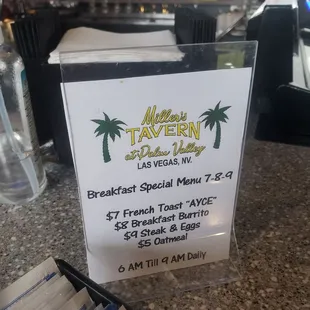 Miller's
TAVERN
at Palm Valley
LAS VEGAS, NV.
Breakfast Special Menu 7-8-9
$7 French Toast "AYCE"
$8 Breakfast Burrito
$9 Steak & Eggs
$5 Oatmeal
6 AM Till 9 AM Daily